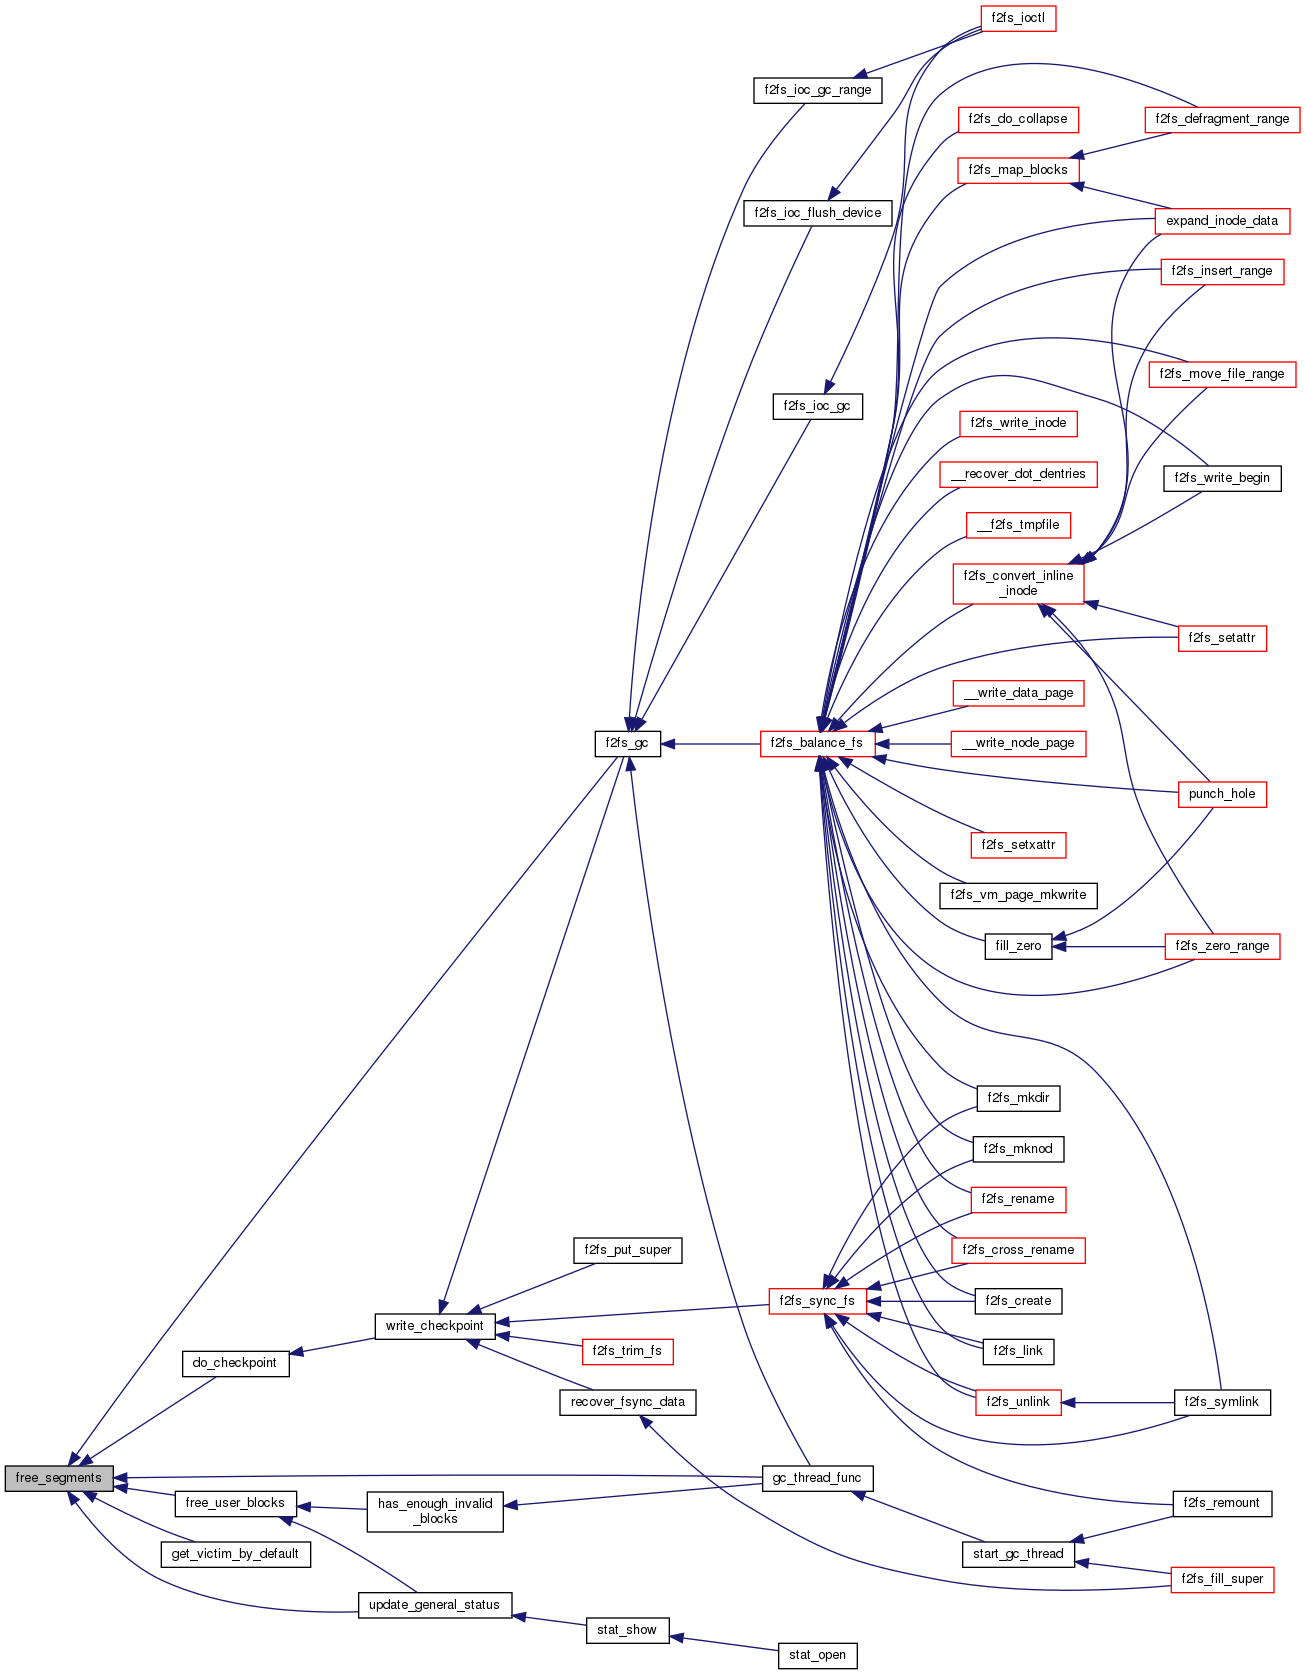 f2fs_ioctl
f2fs_ioc_gc_range
f2fs_defragment_range
f2fs_do_collapse
f2fs_map_blocks
f2fs_ioc_flush_device
expand_inode_data
f2fs_insert_range
f2fs_move_file_range
f2fs_ioc_gc
f2fs_write_inode
__recover_dot_dentries
f2fs_write_begin
__f2fs_tmpfile
f2fs_convert_inline
_inode
f2fs_setattr
__write_data_page
f2fs_gc
f2fs_balance_fs
__write_node_page
punch_hole
f2fs_setxattr
f2fs_vm_page_mkwrite
fill_zero
f2fs_zero_range
f2fs_mkdir
f2fs_mknod
f2fs_rename
f2fs_put_super
f2fs_cross_rename
f2fs_sync_fs
f2fs_create
write_checkpoint
f2fs_trim_fs
f2fs_link
do_checkpoint
recover_fsync_data
f2fs_unlink
f2fs_symlink
free_segments
gc_thread_func
free_user_blocks
has_enough_invalid
_blocks
f2fs_remount
get_victim_by_default
start_gc_thread
f2fs_fill_super
update_general_status
stat_show
stat_open